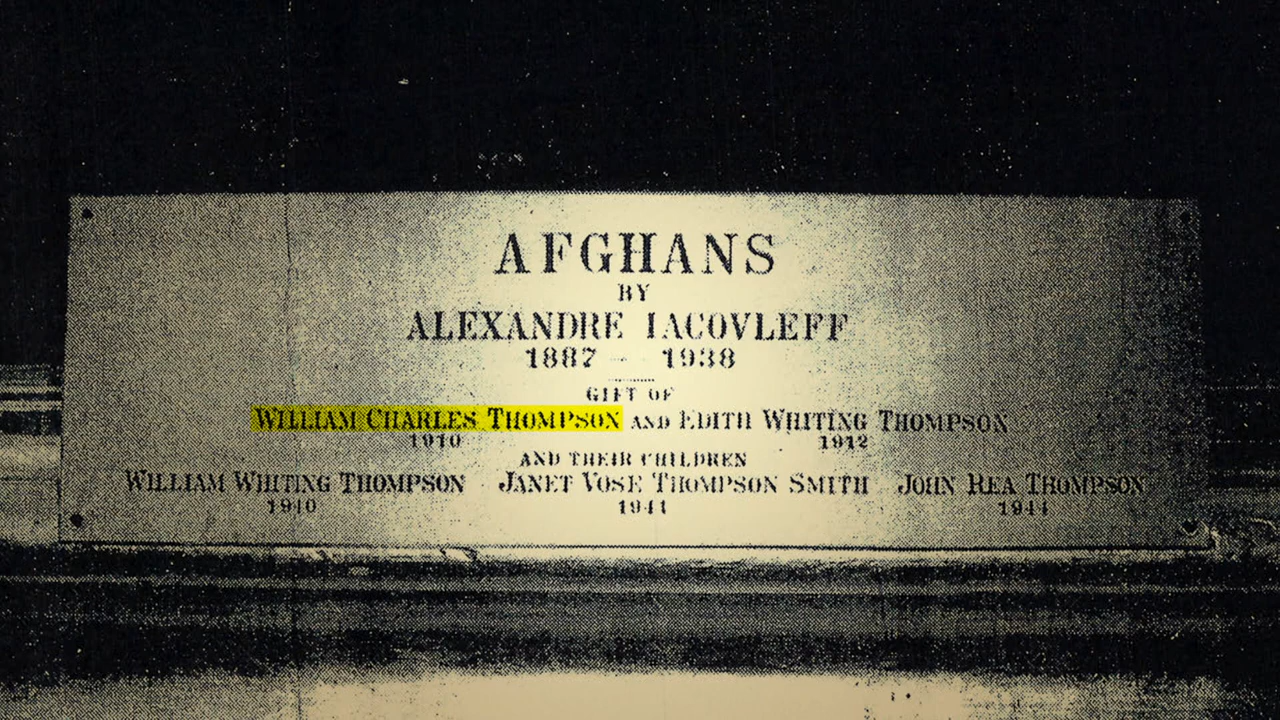 AFGHANS
BY
ALEXANDRE IACOVLEFF
1887 - 1938
GIFT OF
WILLIAM CHARLES THOMPSON AND EDITH WHITING THOMPSON
1910 1912
AND THEIR CHILDREN
WILLIAM WHITING THOMPSON JANET VOSE THOMPSON SMITH JOHN REA THOMPSON
1940 1941 1944